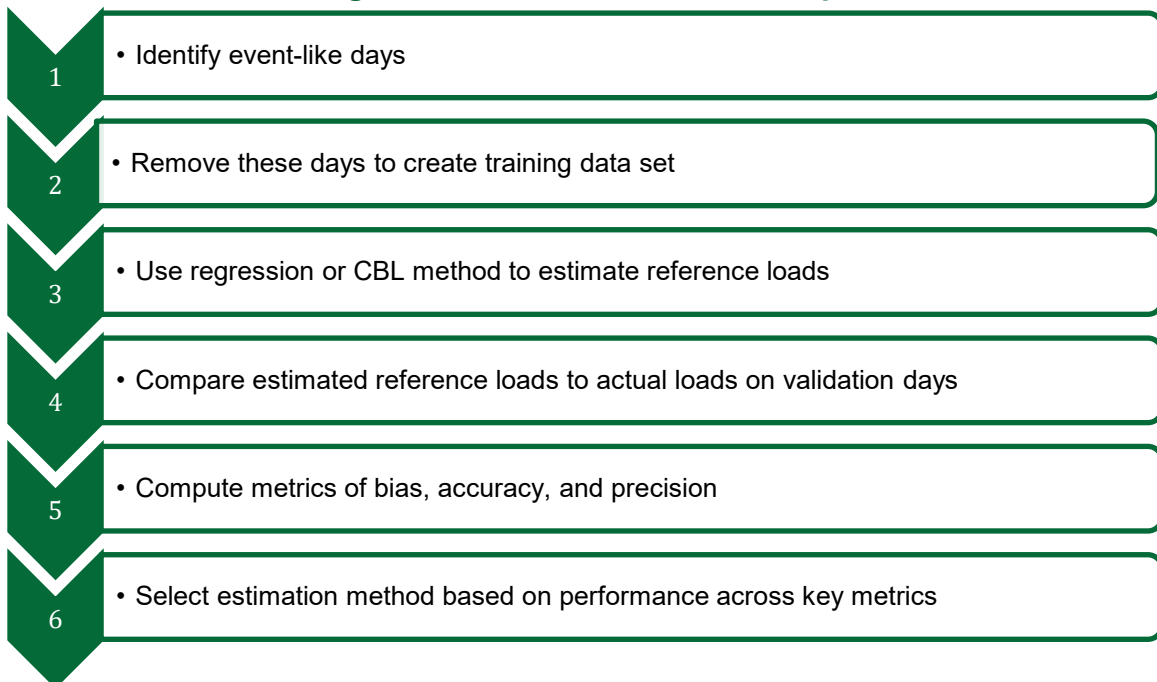 1
• Identify event-like days
2
• Remove these days to create training data set
3
• Use regression or CBL method to estimate reference loads
4
• Compare estimated reference loads to actual loads on validation days
5
• Compute metrics of bias, accuracy, and precision
6
• Select estimation method based on performance across key metrics